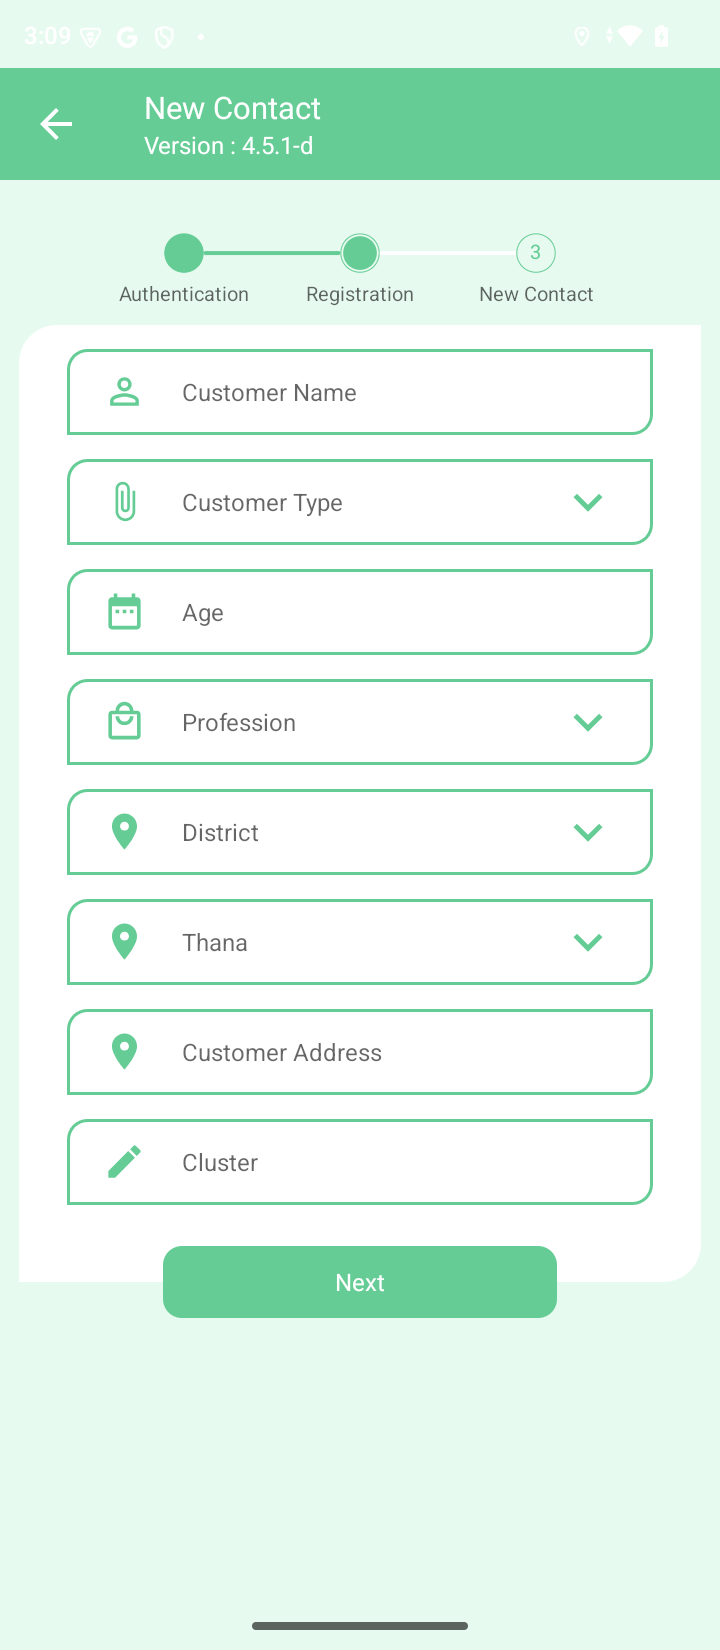 3:09
New Contact
Version : 4.5.1-d
3
Authentication Registration New Contact
Customer Name
Customer Type
Age
Profession
District
Thana
Customer Address
Cluster
Next